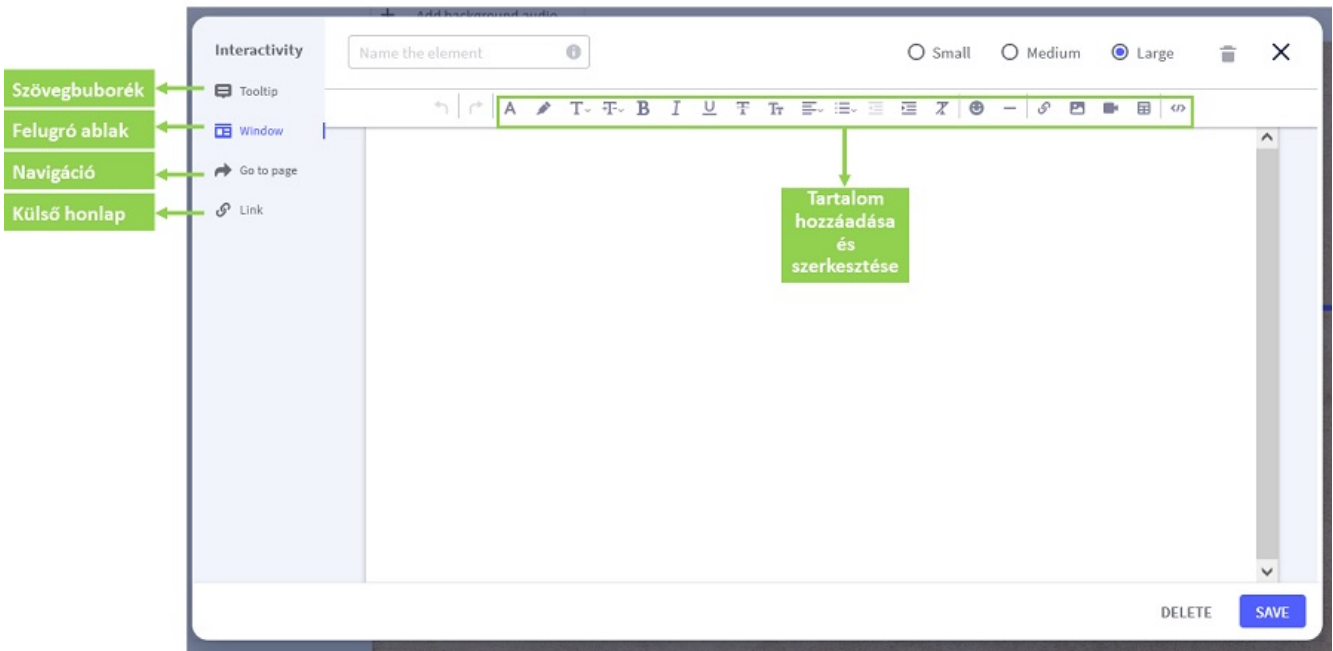 Add background audio
Interactivity
Name the element
Small
Medium
Large
Szövegbuborék
Tooltip
Felugró ablak
Window
Navigáció
Go to page
Külső honlap
Link
Tartalom
hozzáadása
és
szerkesztése
DELETE
SAVE